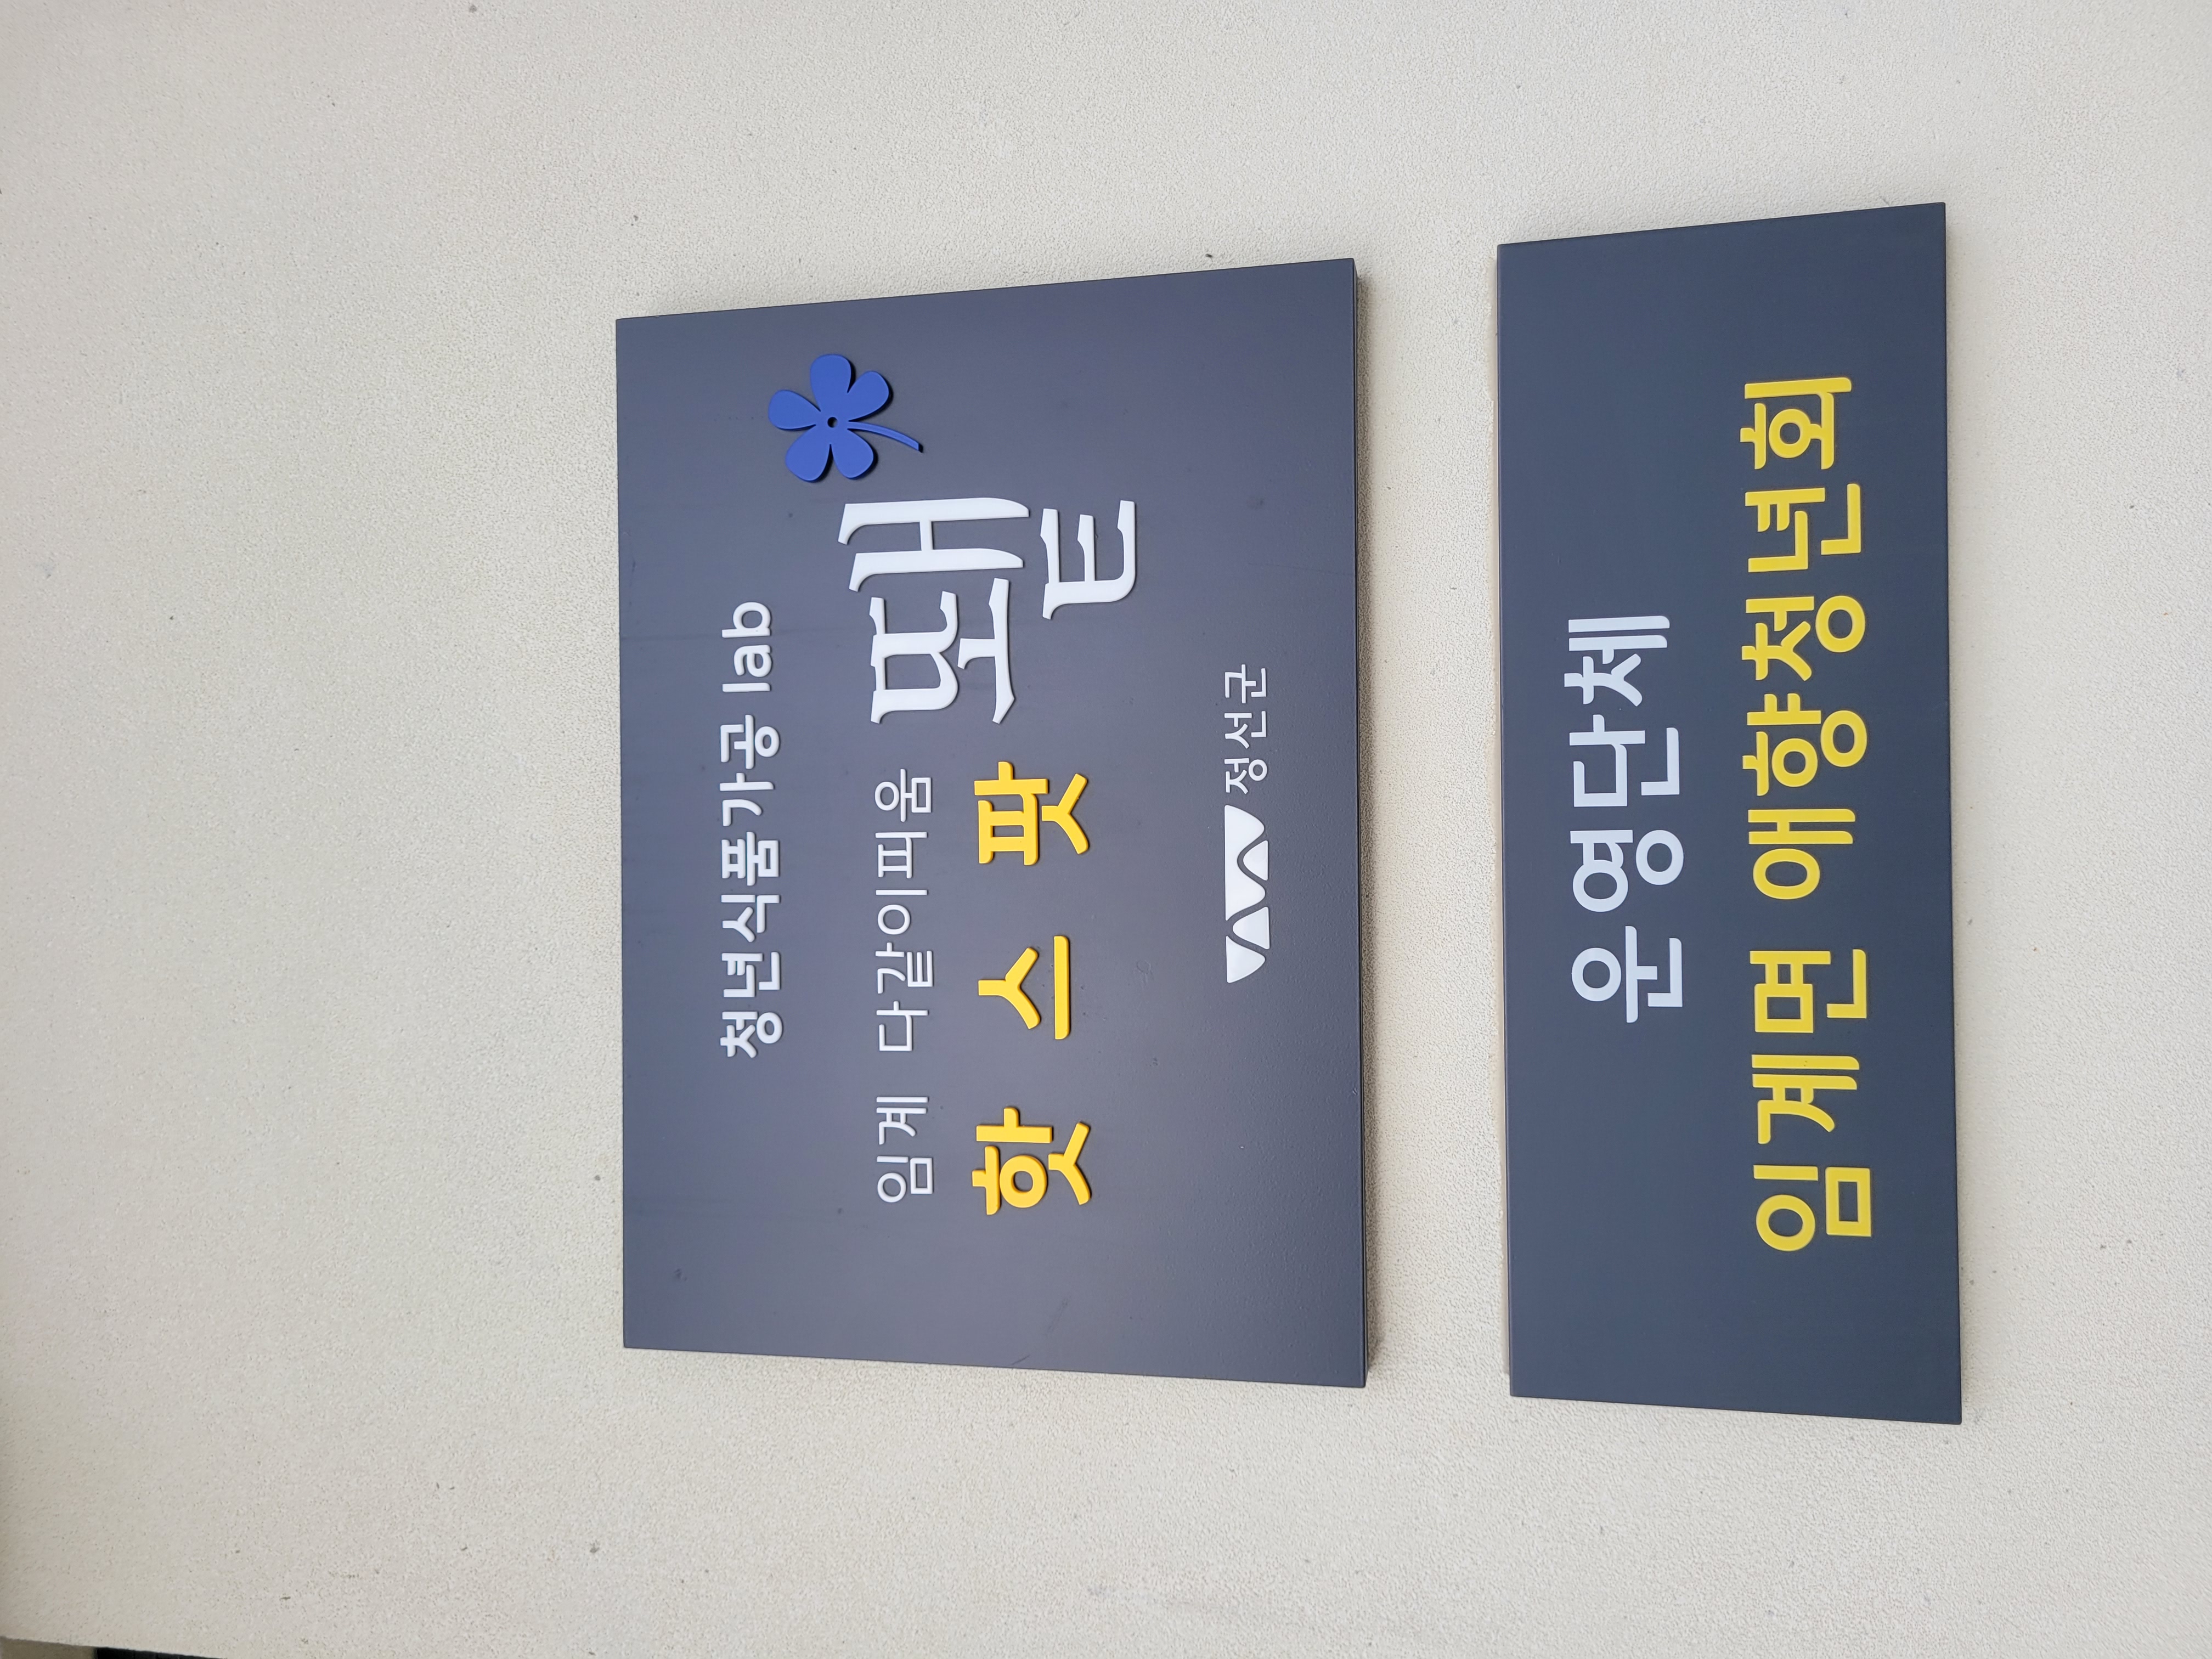 청년식품가공 lab
임계 다같이피움
핫스팟
정선군
운영단체
임계면 애향청년회